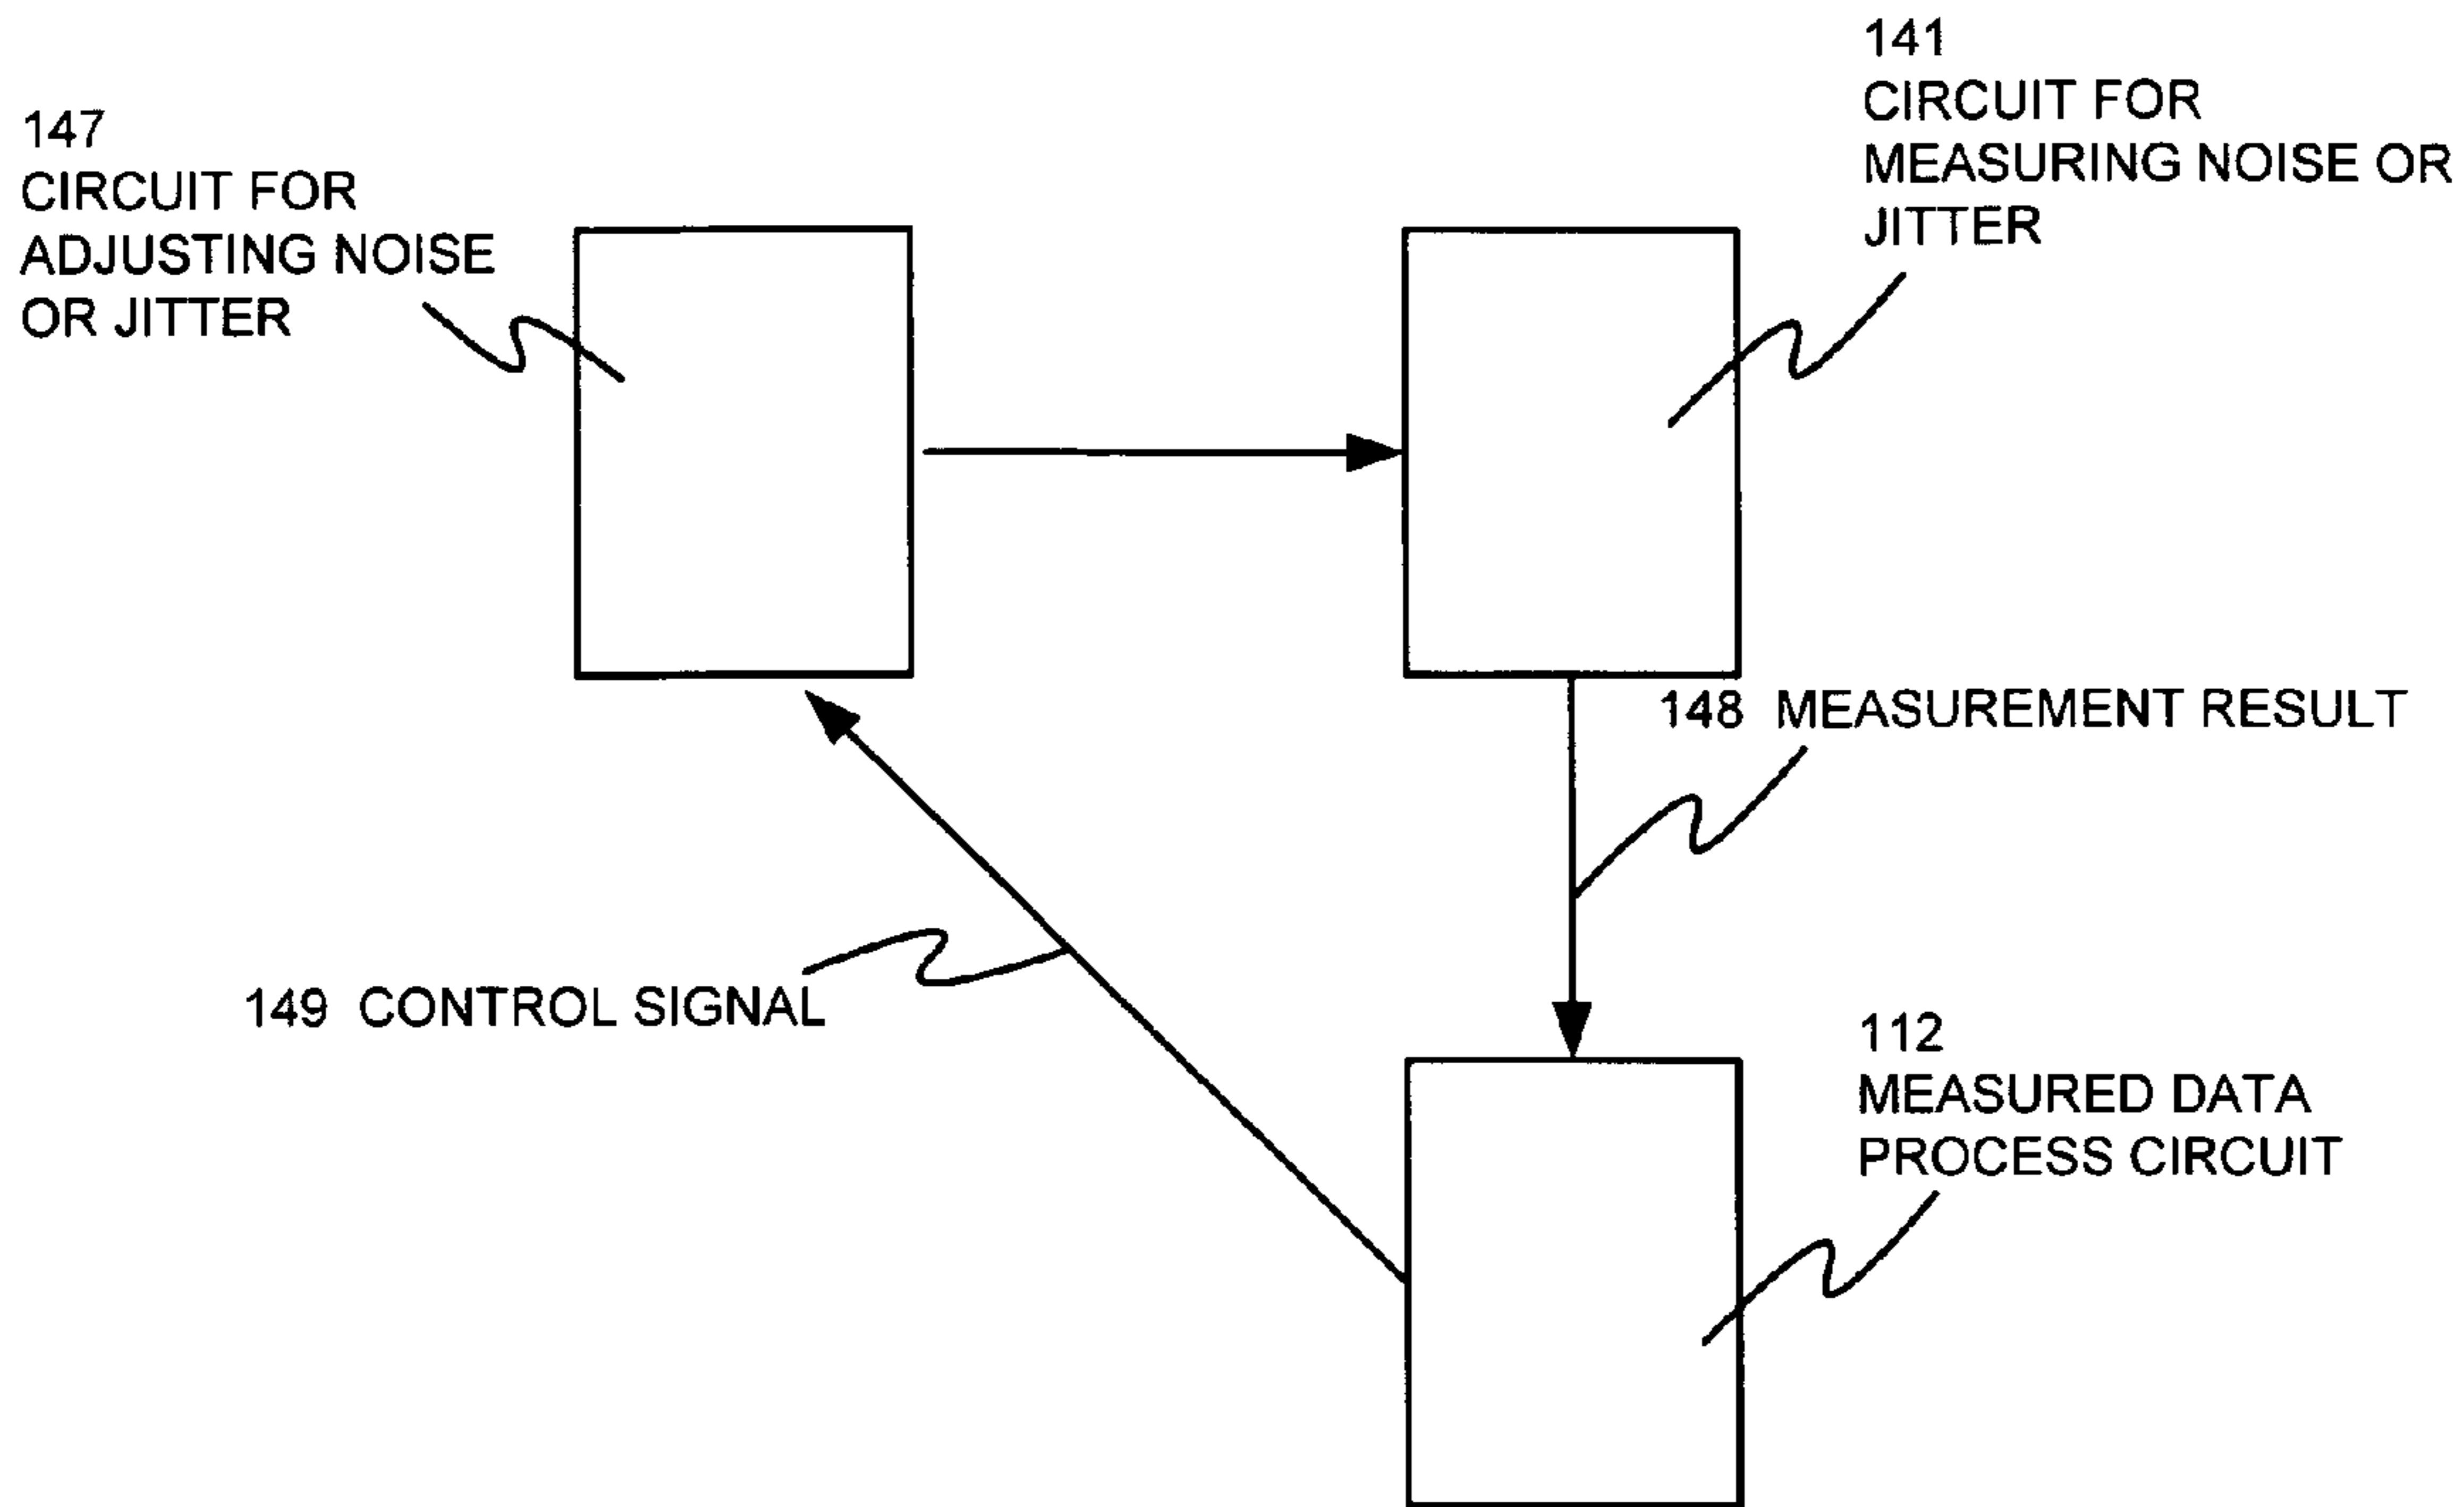 147
CIRCUIT FOR
ADJUSTING NOISE
OR JITTER
141
CIRCUIT FOR
MEASURING NOISE OR
JITTER
148 MEASUREMENT RESULT
149 CONTROL SIGNAL
112
MEASURED DATA
PROCESS CIRCUIT